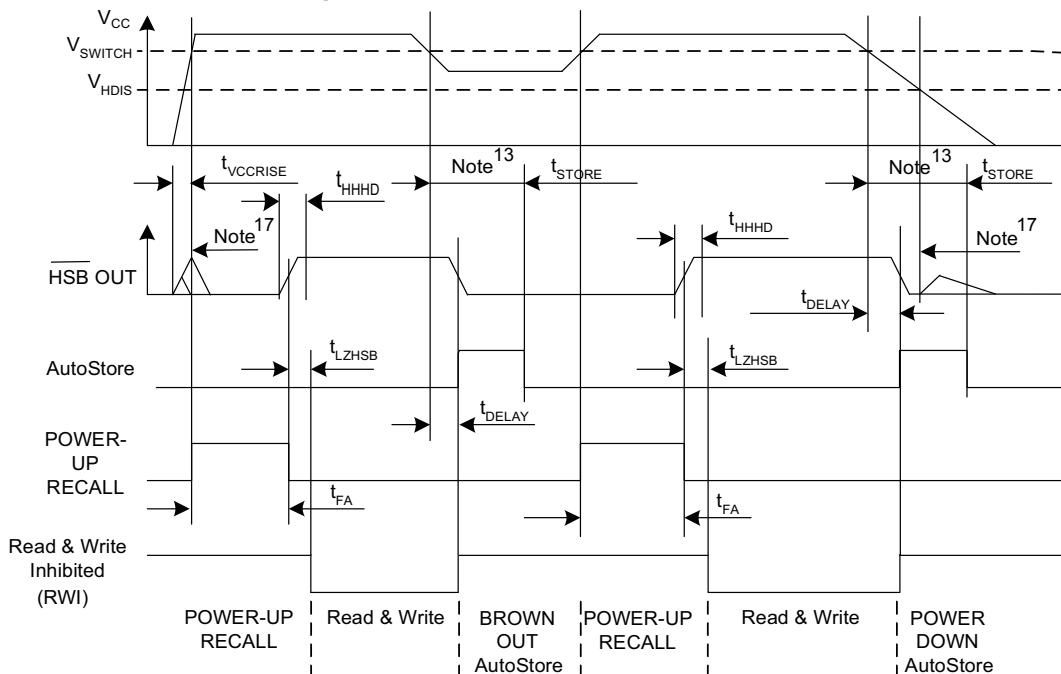 VCC
VSWITCH
VHDIS
tVCCRISE
Note13
tSTORE
Note13
tSTORE
tHHHD
Note17
tHHHD
Note17
HSB OUT
tDELAY
AutoStore
tLZHSB
tLZHSB
tDELAY
POWER-
UP
RECALL
tFA
tFA
Read & Write
Inhibited
(RWI)
POWER-UP
RECALL
Read & Write
BROWN
OUT
AutoStore
POWER-UP
RECALL
Read & Write
POWER
DOWN
AutoStore